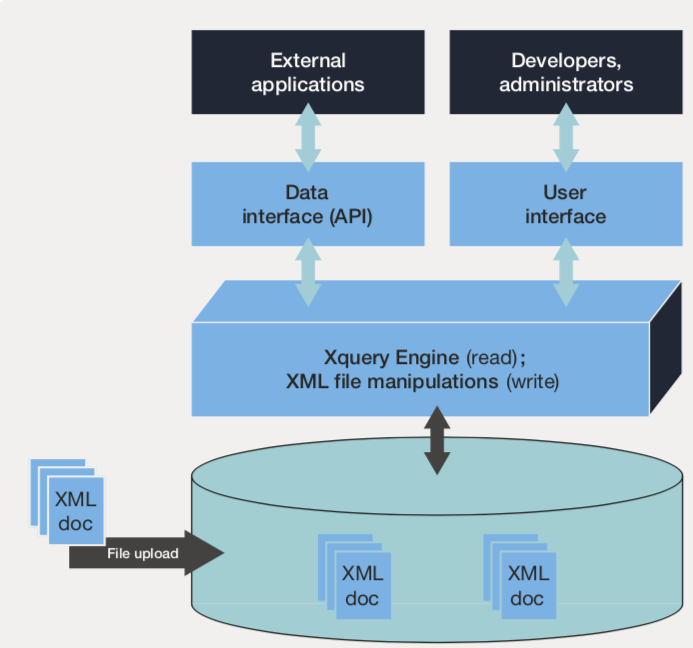 External
applications
Developers,
administrators
Data
interface (API)
User
interface
Xquery Engine (read) ;
XML file manipulations (write)
XML
doc
File upload
XML
doc
XML
doc